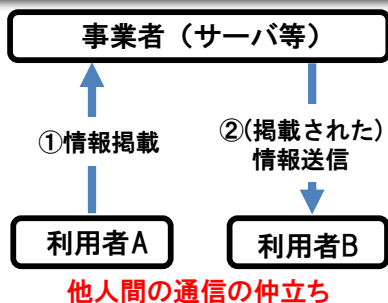 事業者（サーバ等）
①情報掲載
②(掲載された)
情報送信
利用者A
利用者B
他人間の通信の仲立ち